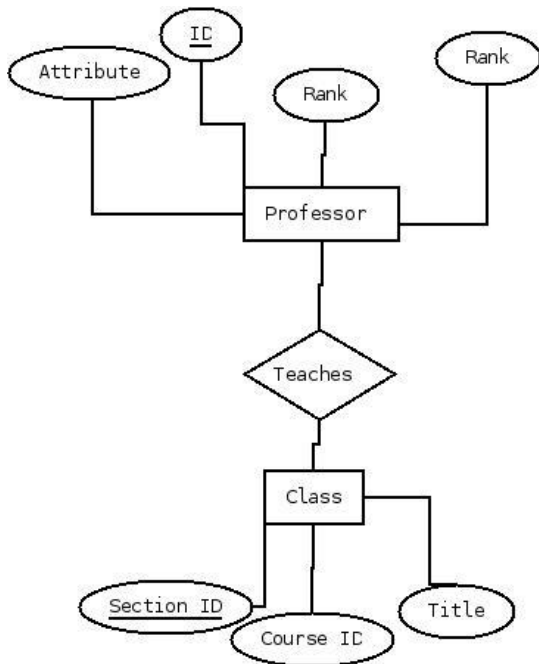 ID
Attribute
Rank
Rank
Professor
Teaches
Class
Section ID
Course ID
Title